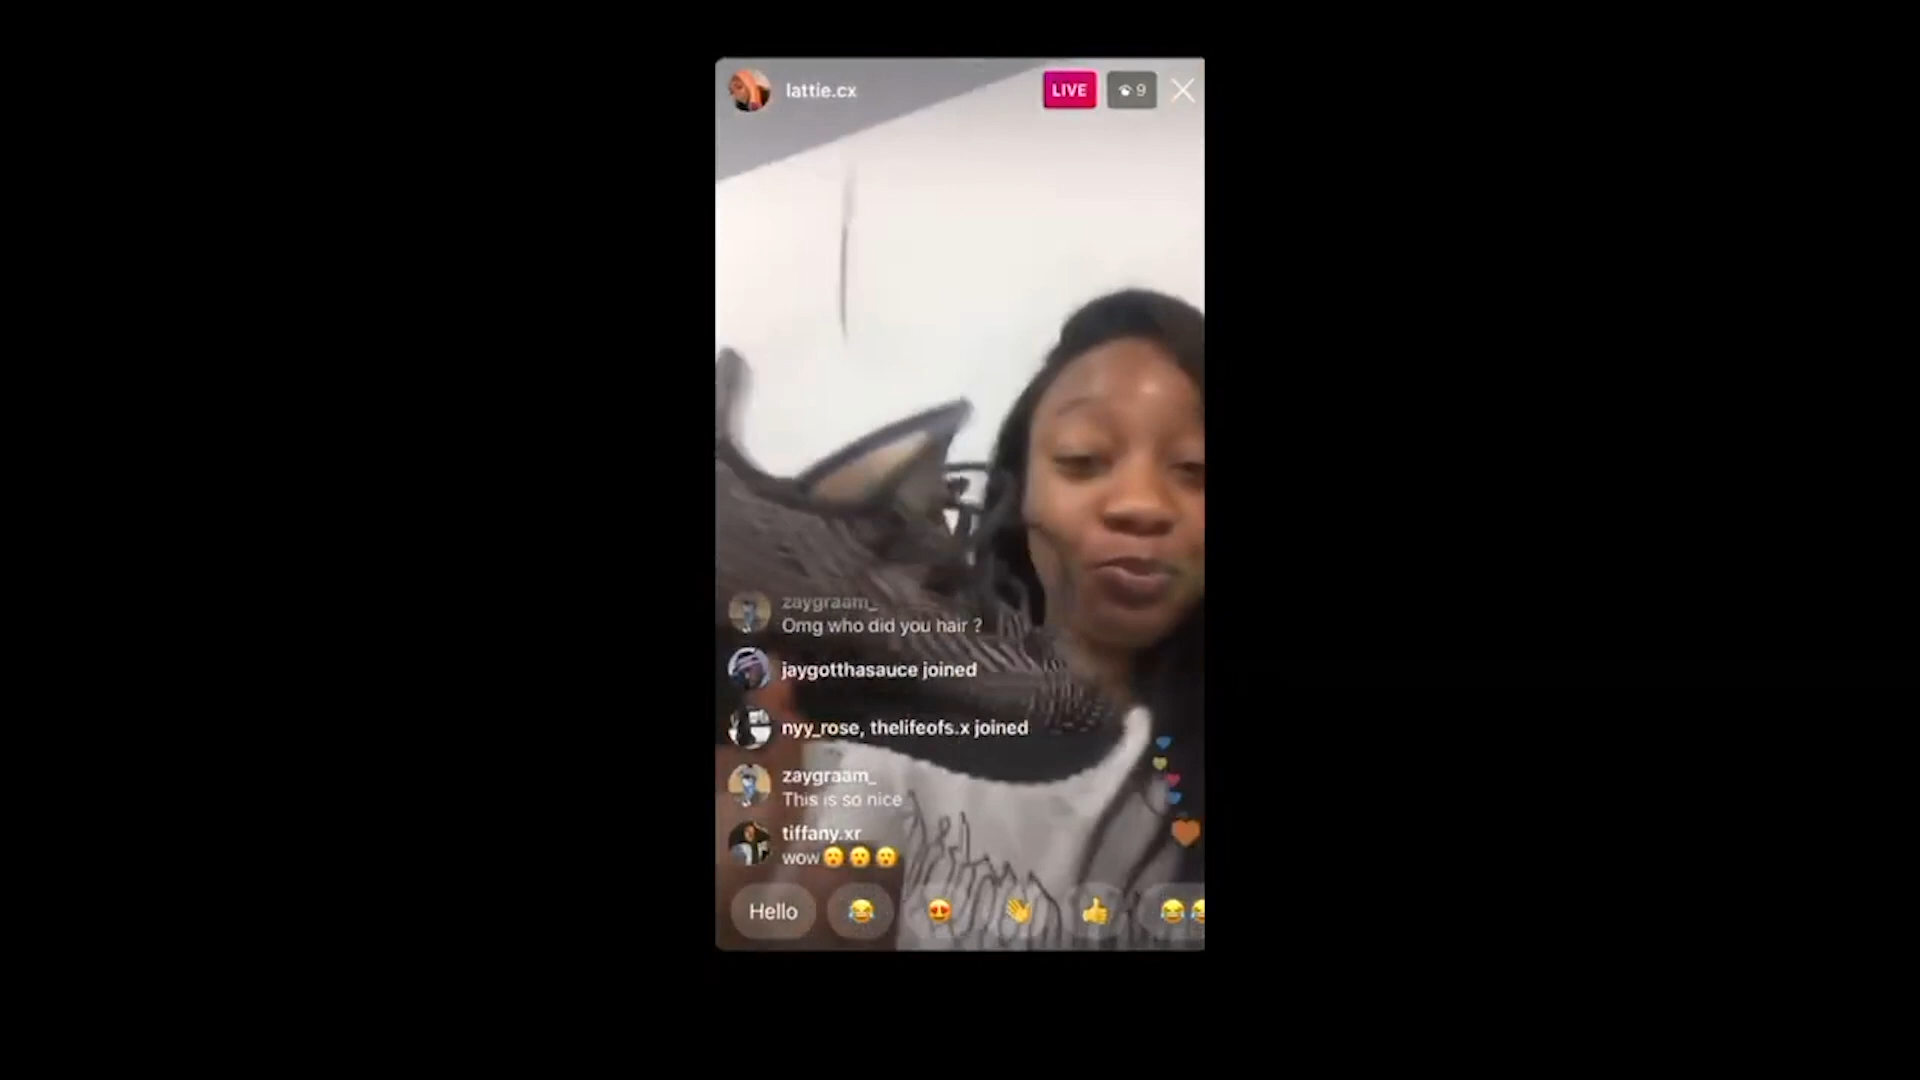 lattie.cx
LIVE
9
zaygraam_
Omg who did you hair ?
jaygotthasauce joined
nyy_rose, thelifeofs.x joined
zaygraam_
This is so nice
tiffany.xr
wow 😮 😮 😮
Hello 😂 😍 👏 👍 😂 😂